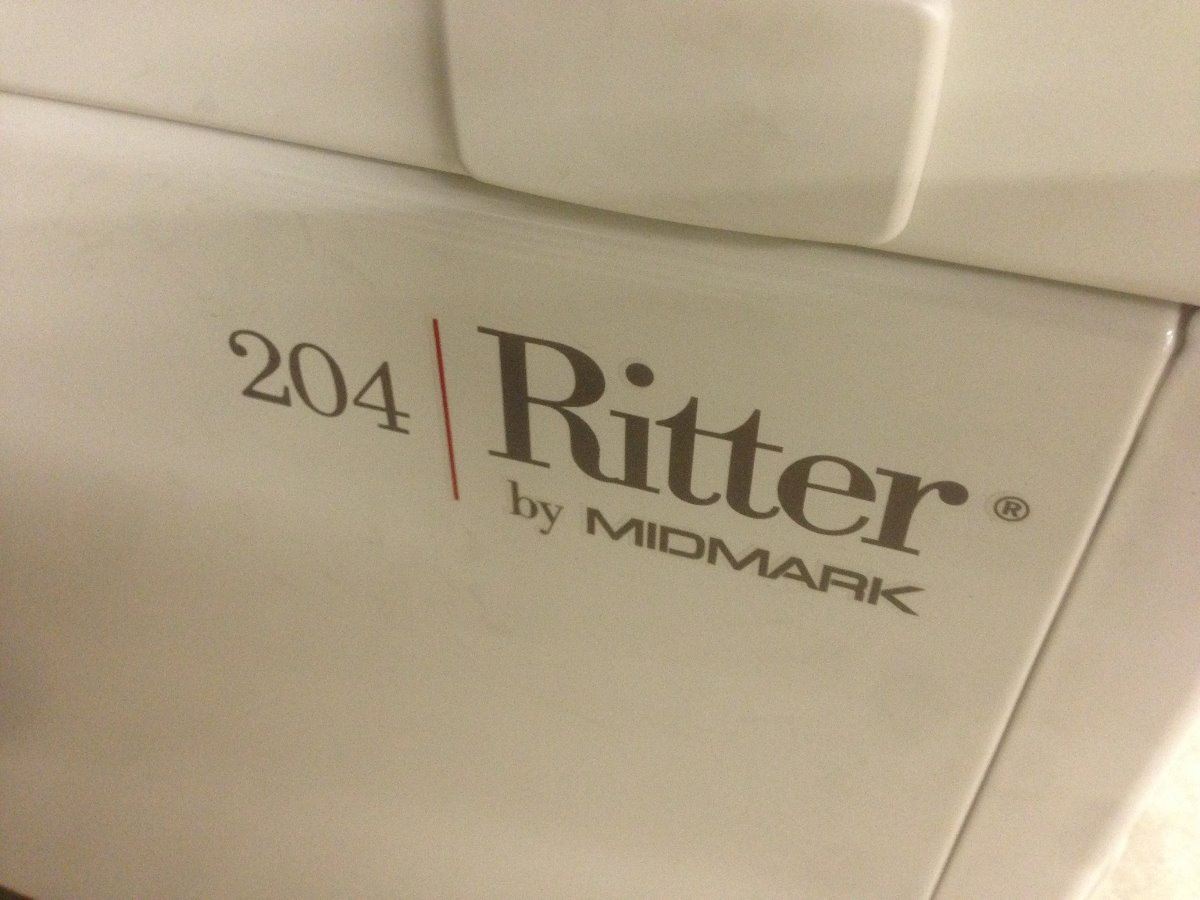 204 | Ritter®
by MIDMARK